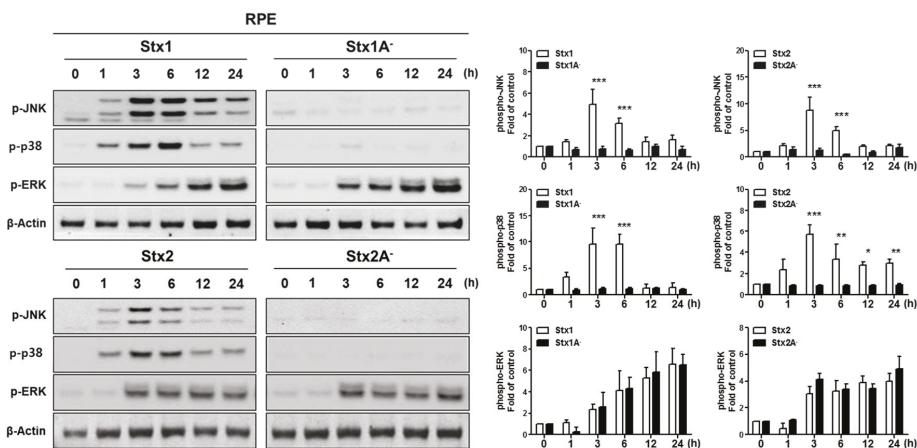 RPE
Stx1 Stx1A-
0 1 3 6 12 24 0 1 3 6 12 24 (h)
p-JNK
p-p38
p-ERK
β-Actin
Stx2 Stx2A-
0 1 3 6 12 24 0 1 3 6 12 24 (h)
p-JNK
p-p38
p-ERK
β-Actin
phospho-JNK
Fold of control
10
8
6
4
2
0
Stx1
Stx1A-
***
***
0 1 3 6 12 24 (h)
phospho-JNK
Fold of control
20
15
10
5
0
Stx2
Stx2A-
***
***
0 1 3 6 12 24 (h)
phospho-p38
Fold of control
20
15
10
5
0
Stx1
Stx1A-
***
***
0 1 3 6 12 24 (h)
phospho-p38
Fold of control
10
8
6
4
2
0
Stx2
Stx2A-
***
**
*
**
0 1 3 6 12 24 (h)
phospho-ERK
Fold of control
10
8
6
4
2
0
Stx1
Stx1A-
0 1 3 6 12 24 (h)
phospho-ERK
Fold of control
8
6
4
2
0
Stx2
Stx2A-
0 1 3 6 12 24 (h)